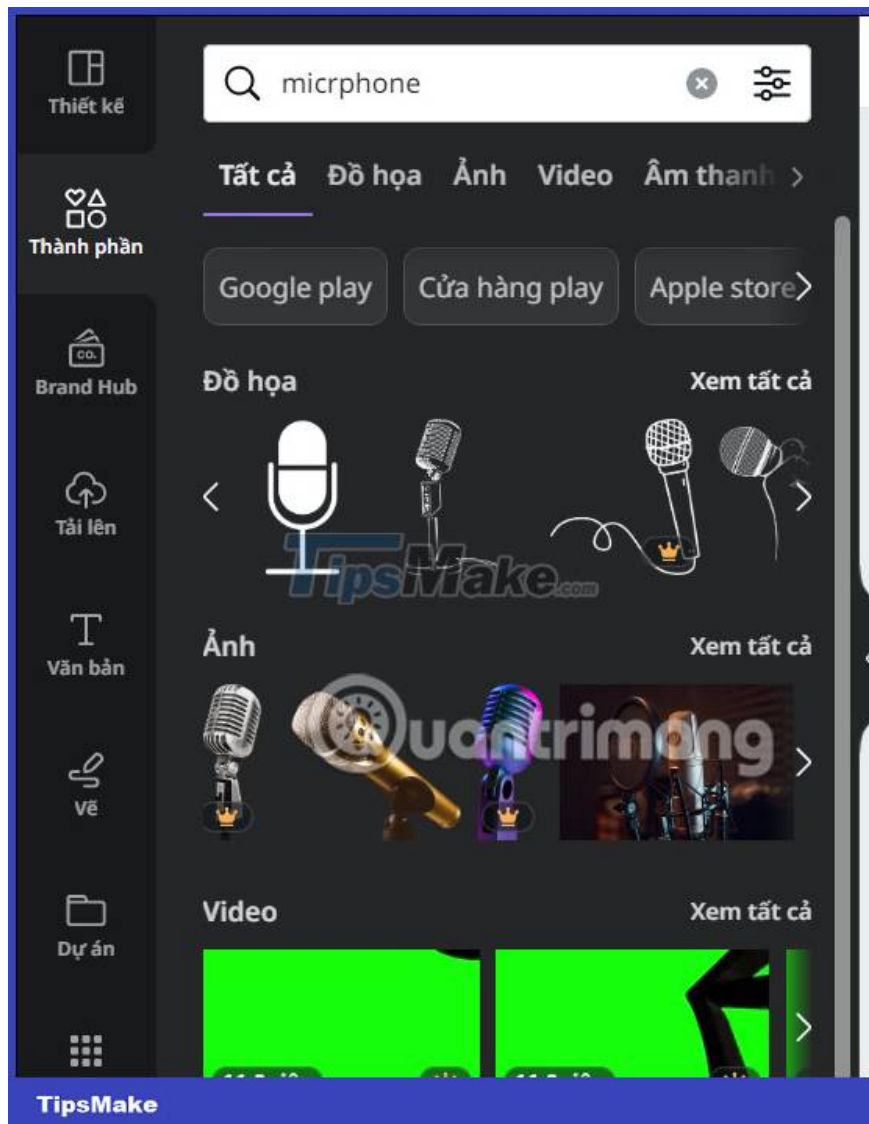 Thiết kế
micrphone
Tất cả Đồ họa Ảnh Video Âm thanh
Thành phần
Google play Cửa hàng play Apple store
Brand Hub
CO.
Đồ họa Xem tất cả
Tải lên
TipsMake.com
Văn bản
Ảnh Xem tất cả
Quantrimang
Vẽ
Dự án
Video Xem tất cả
TipsMake